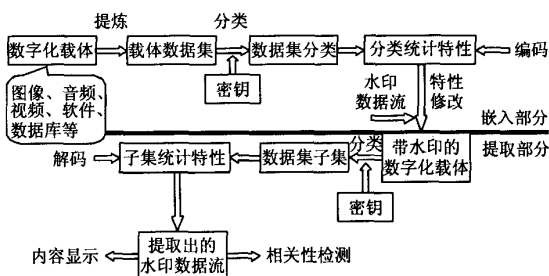 提炼
分类
数字化载体
载体数据集
数据集分类
分类统计特性
编码
图像、音频、
视频、软件、
数据库等
密钥
水印
数据流
特性
修改
嵌入部分
提取部分
解码
子集统计特性
数据集子集
分类
带水印的
数字化载体
密钥
内容显示
提取出的
水印数据流
相关性检测